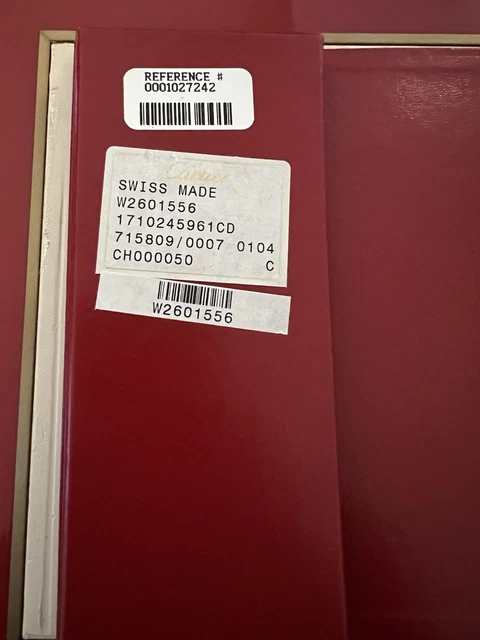 REFERENCE #
0001027242
Cartier
SWISS MADE
W2601556
1710245961CD
715809/0007 0104
CH000050 C
W2601556